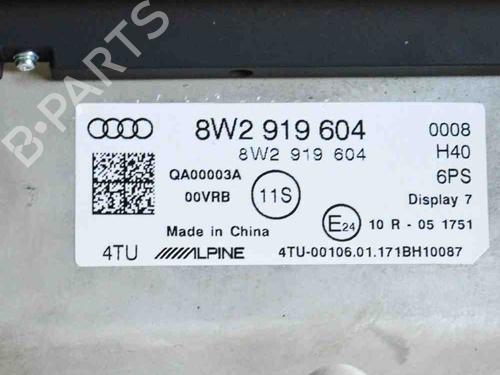 B-PARTS
8W2 919 604
0008
8W2 919 604
H40
QA00003A
6PS
00VRB
11S
Display 7
Made in China
E24
10 R - 05 1751
4TU
ALPINE
4TU-00106.01.171BH10087